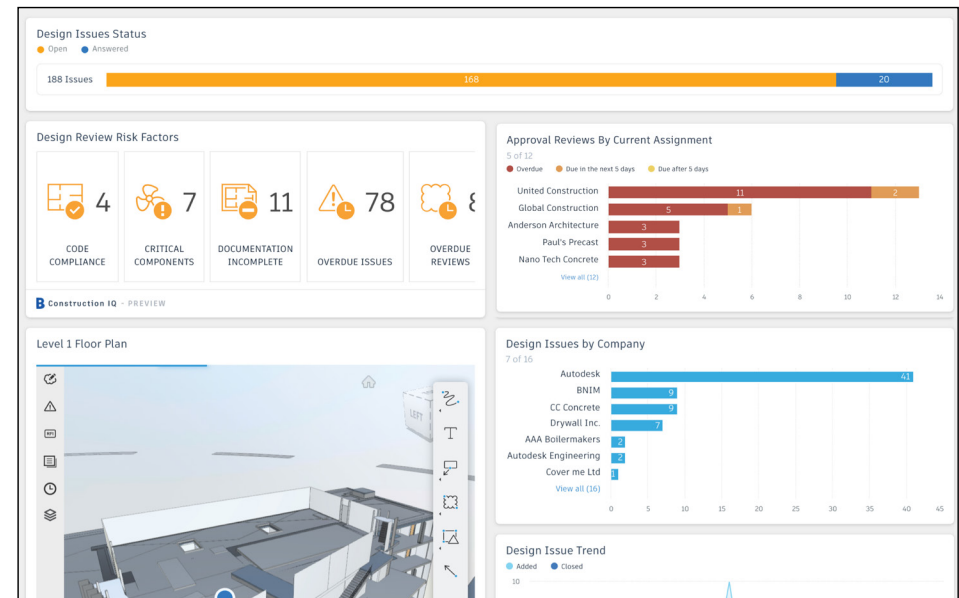 Design Issues Status
Open Answered
188 Issues 168 20
Design Review Risk Factors
4
CODE
COMPLIANCE
7
CRITICAL
COMPONENTS
11
DOCUMENTATION
INCOMPLETE
78
OVERDUE ISSUES
OVERDUE
REVIEWS
B Construction IQ - PREVIEW
Approval Reviews By Current Assignment
5 of 12
Overdue Due in the next 5 days Due after 5 days
United Construction 11 2
Global Construction 5 1
Anderson Architecture 3
Paul's Precast 3
Nano Tech Concrete 3
View all (12)
0 2 4 6 8 10 12 14
Level 1 Floor Plan
RFI
LEFT
T
Design Issues by Company
7 of 16
Autodesk 41
BNIM 9
CC Concrete 9
Drywall Inc. 7
AAA Boilermakers 2
Autodesk Engineering 2
Cover me Ltd 1
View all (16)
0 5 10 15 20 25 30 35 40 45
Design Issue Trend
Added Closed
10